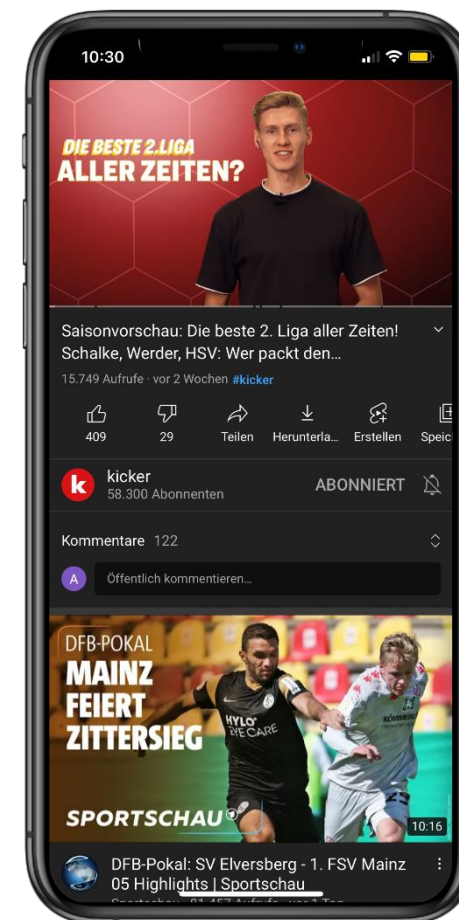 10:30
DIE BESTE 2.LIGA
ALLER ZEITEN?
Saisonvorschau: Die beste 2. Liga aller Zeiten!
Schalke, Werder, HSV: Wer packt den...
15.749 Aufrufe · vor 2 Wochen #kicker
409
29
Teilen
Herunterla...
Erstellen
Speic
k
kicker
58.300 Abonnenten
ABONNIERT
Kommentare 122
A
Öffentlich kommentieren...
DFB-POKAL
MAINZ
FEIERT
ZITTERSIEG
HYLO
EYE CARE
SPORTSCHAU
10:16
DFB-Pokal: SV Elversberg - 1. FSV Mainz
05 Highlights | Sportschau